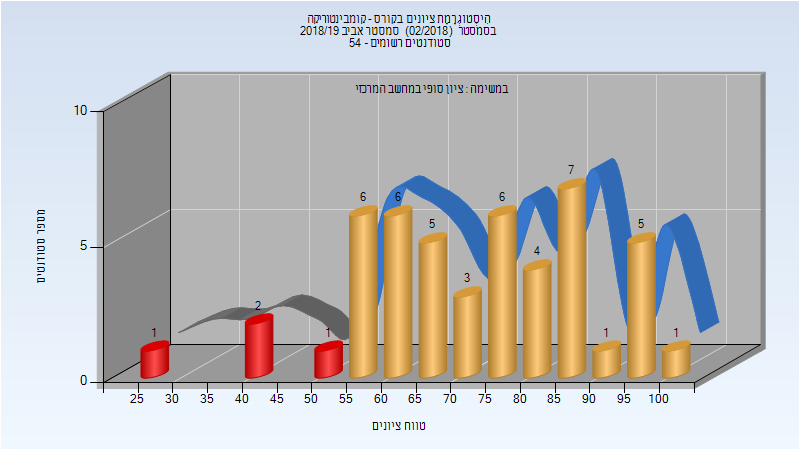 הִיסְטוֹגְרָמַת ציונים בקורס - קומבינטוריקה
בסמסטר (02/2018) סמסטר אביב 2018/19
סטודנטים רשומים - 54
במשימה : ציון סופי במחשב המרכזי
מספר סטודנטים
10
5
0
1 2 1 6 6 5 3 6 4 7 1 5 1
25 30 35 40 45 50 55 60 65 70 75 80 85 90 95 100
טווח ציונים